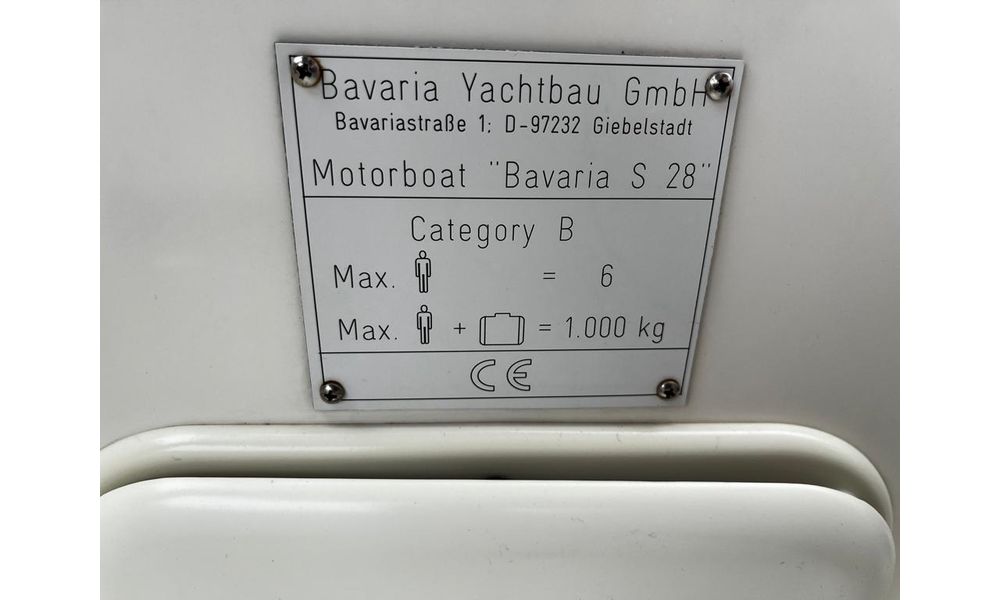 Bavaria Yachtbau GmbH
Bavariastraße 1; D-97232 Giebelstadt
Motorboat "Bavaria S 28"
Category B
Max. = 6
Max. + = 1.000 kg
CE